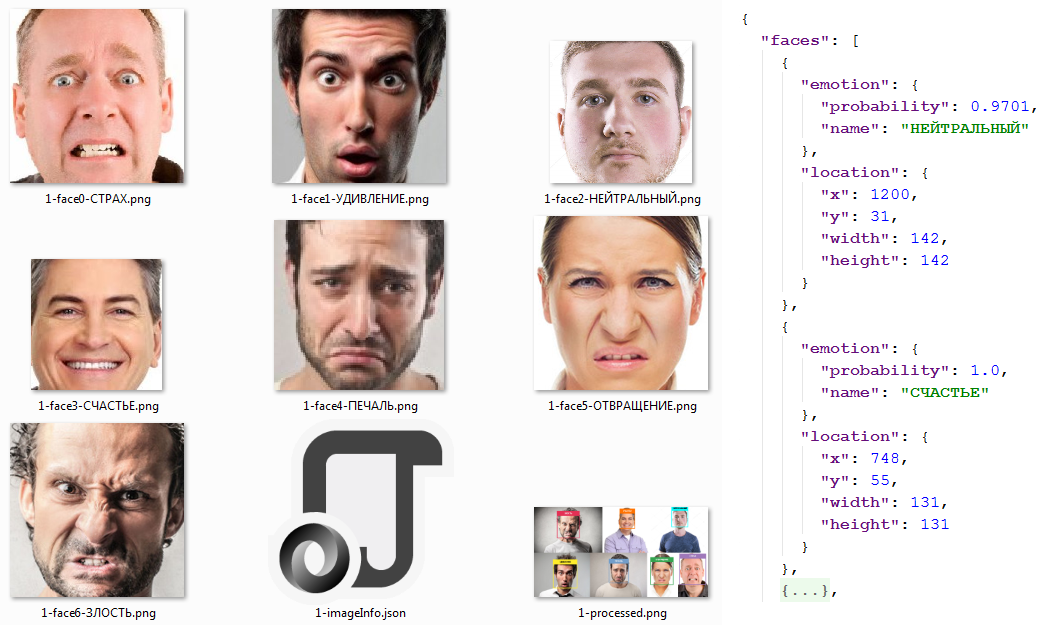 1-face0-СТРАХ.png
1-face1-УДИВЛЕНИЕ.png
1-face2-НЕЙТРАЛЬНЫЙ.png
1-face3-СЧАСТЬЕ.png
1-face4-ПЕЧАЛЬ.png
1-face5-ОТВРАЩЕНИЕ.png
1-face6-ЗЛОСТЬ.png
1-imageInfo.json
1-processed.png
{
"faces": [
{
"emotion": {
"probability": 0.9701,
"name": "НЕЙТРАЛЬНЫЙ"
},
"location": {
"x": 1200,
"y": 31,
"width": 142,
"height": 142
}
},
{
"emotion": {
"probability": 1.0,
"name": "СЧАСТЬЕ"
},
"location": {
"x": 748,
"y": 55,
"width": 131,
"height": 131
}
},
{...},